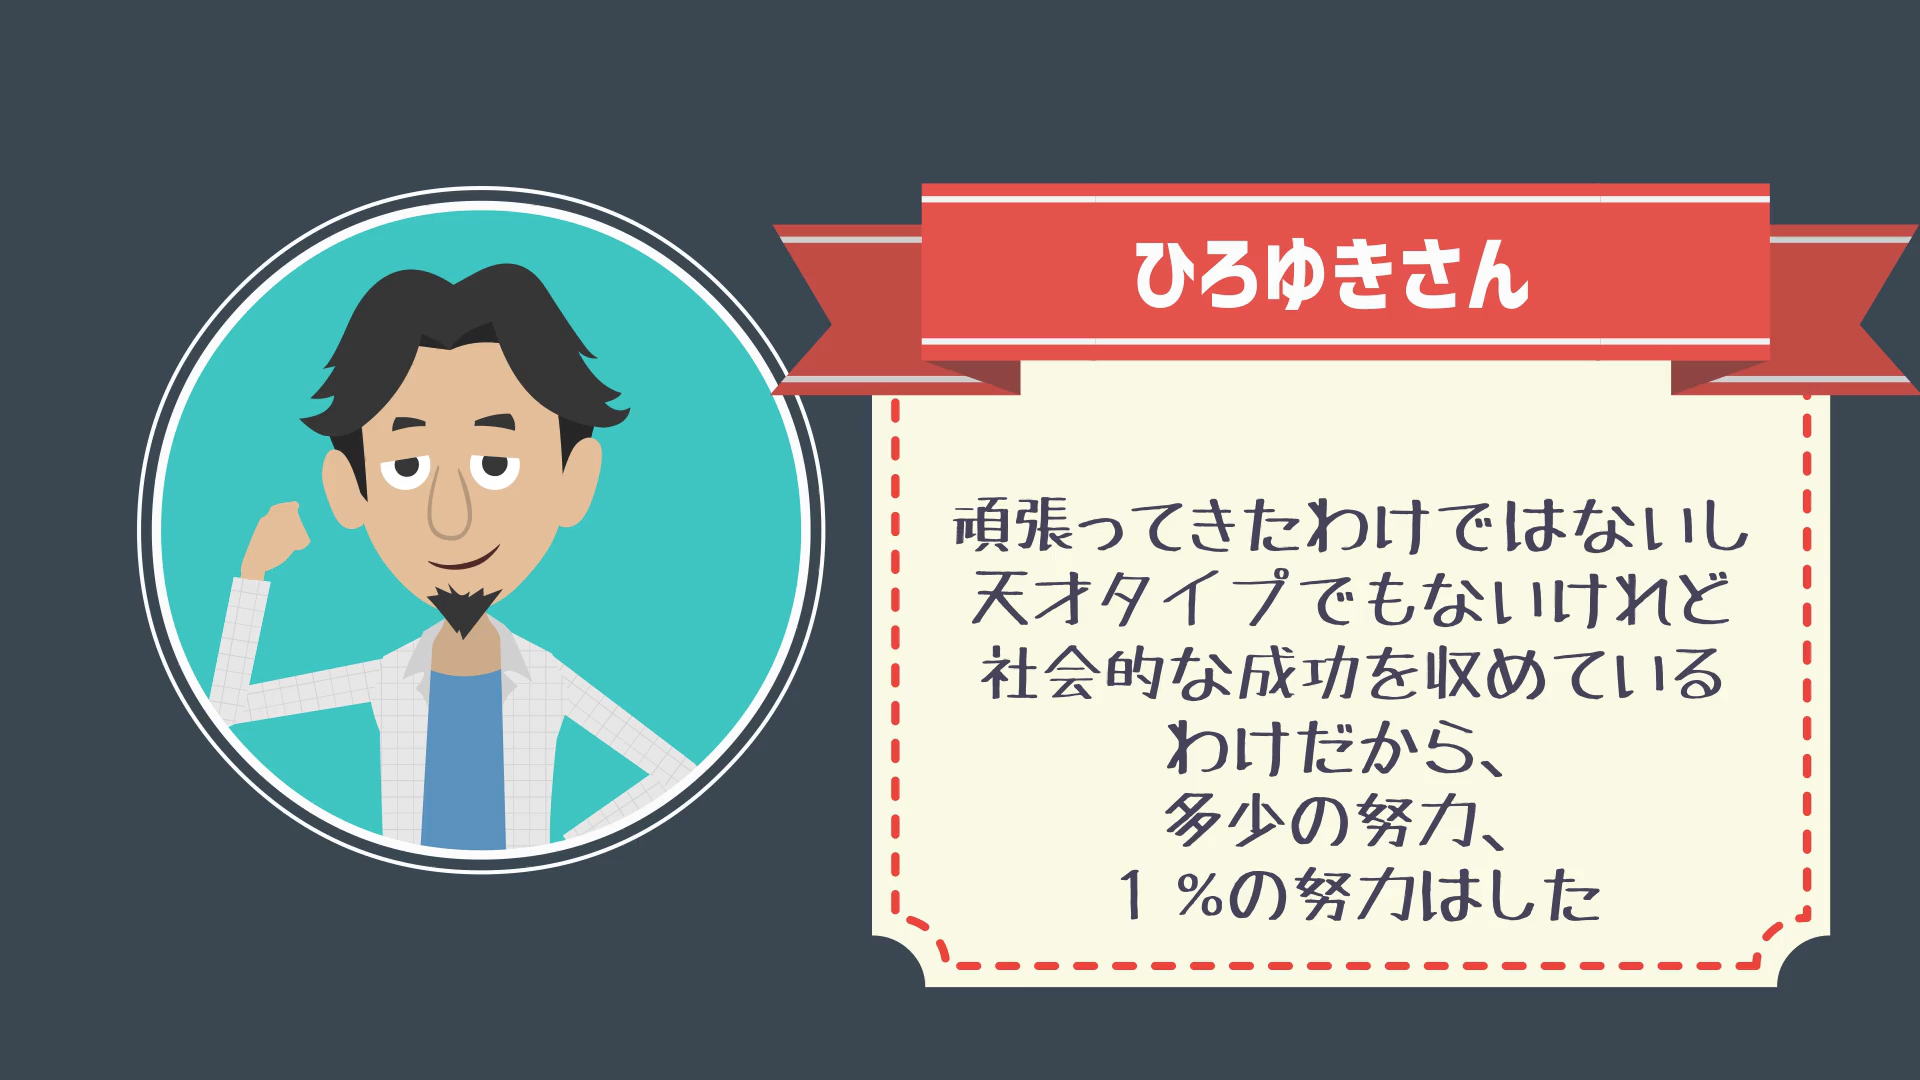 ひろゆきさん
頑張ってきたわけではないし
天才タイプでもないけれど
社会的な成功を収めている
わけだから、
多少の努力、
1%の努力はした